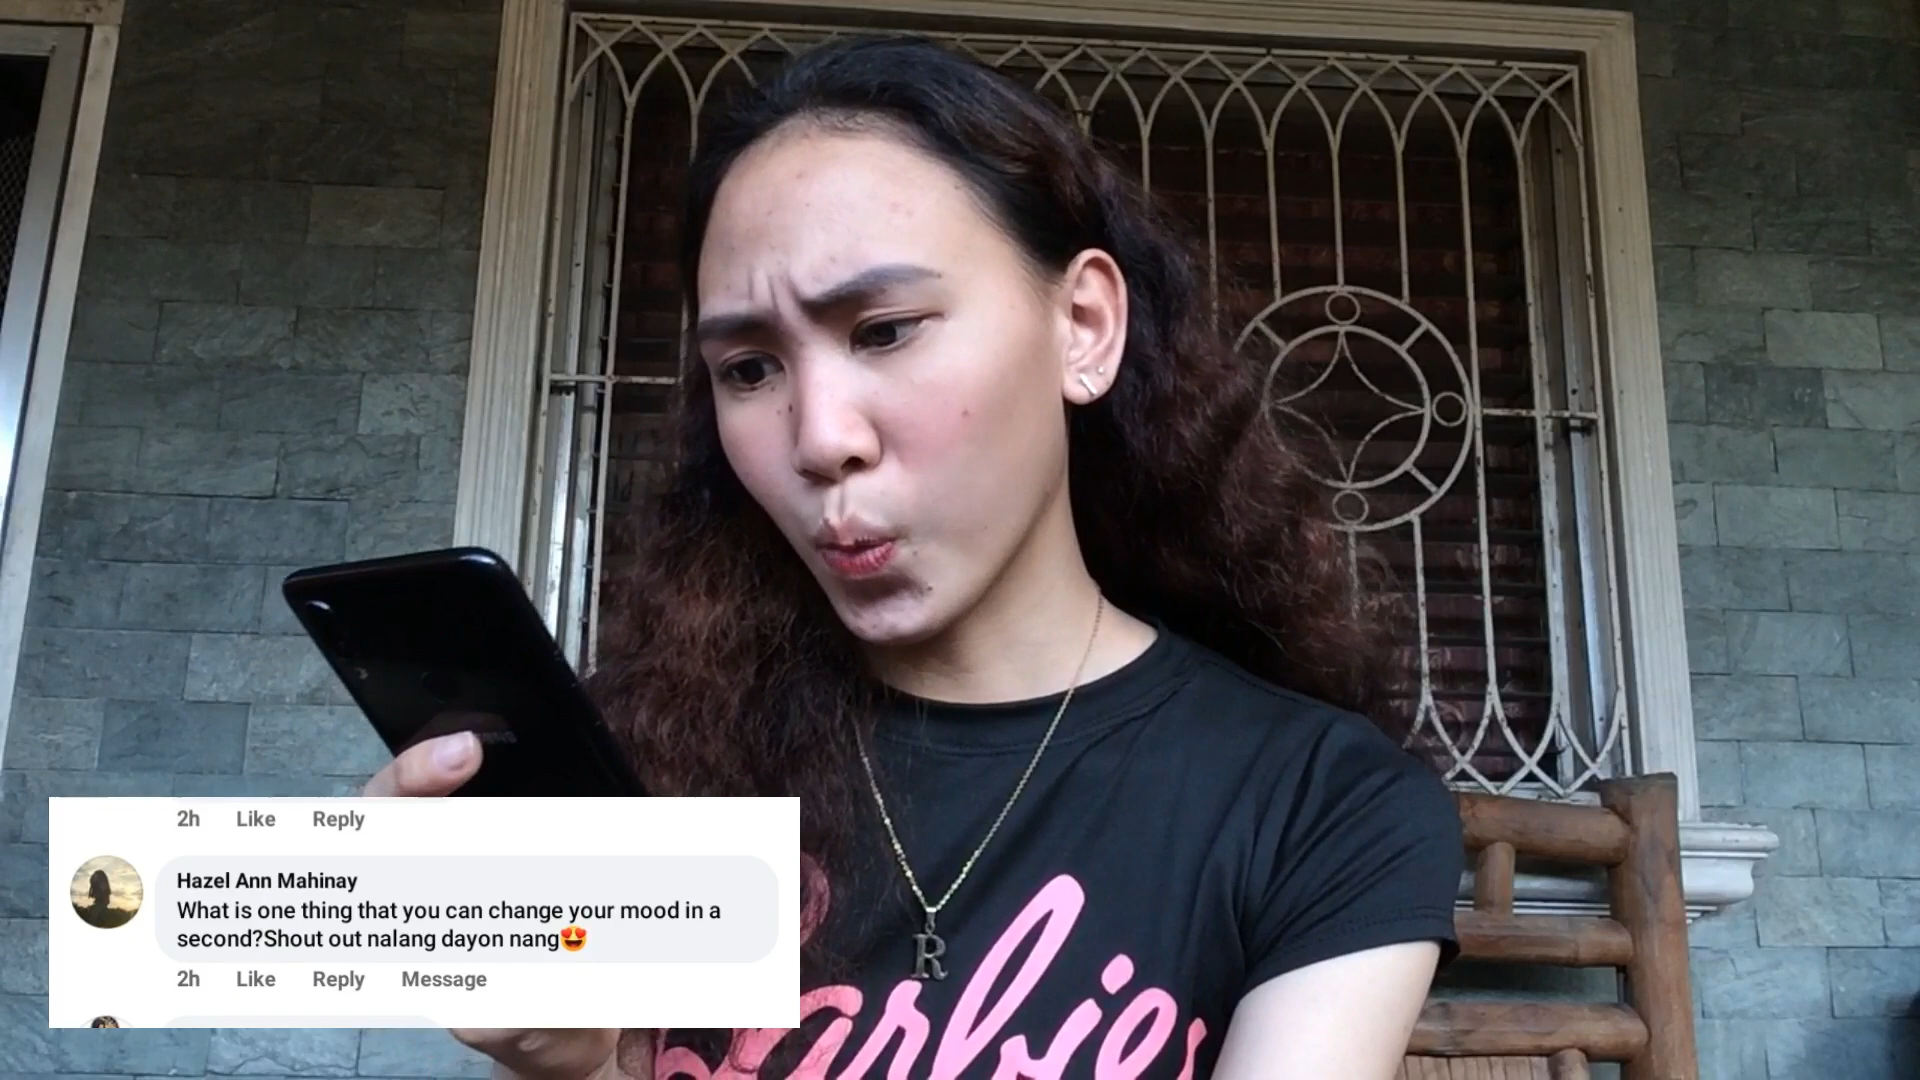 2h Like Reply
Hazel Ann Mahinay
What is one thing that you can change your mood in a
second?Shout out nalang dayon nang😍
2h Like Reply Message
R
Barbie